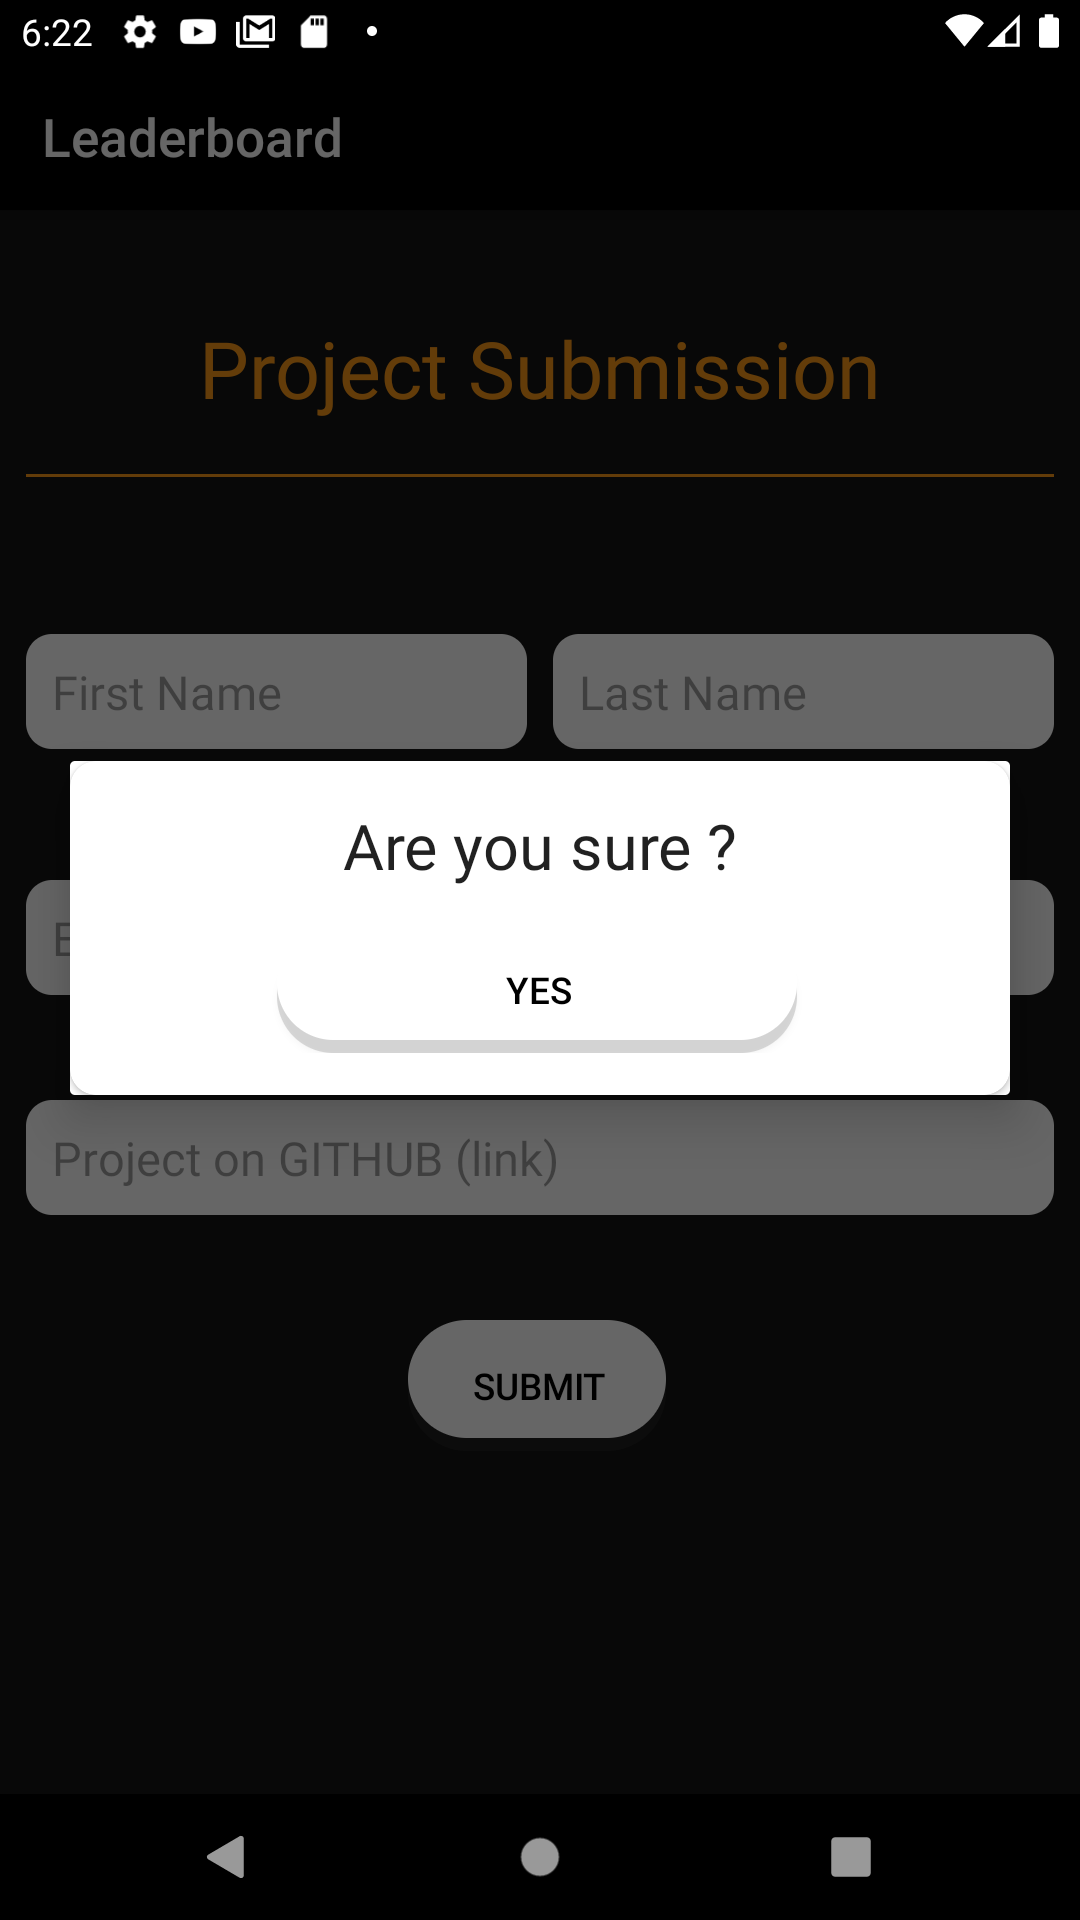 6:22
Leaderboard
Project Submission
First Name Last Name
Are you sure ?
YES
Project on GITHUB (link)
SUBMIT